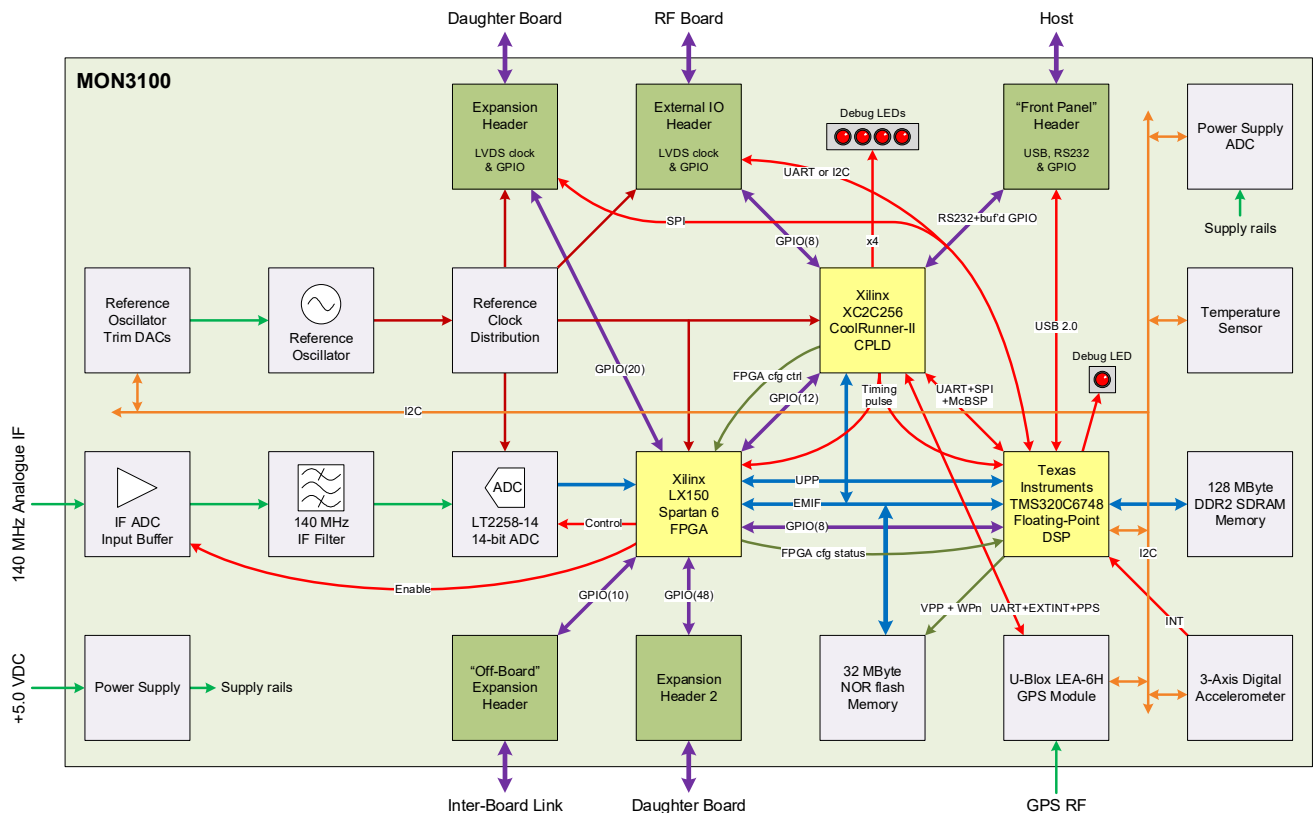 Daughter Board
RF Board
Host
MON3100
Expansion
Header
LVDS clock
& GPIO
External IO
Header
LVDS clock
& GPIO
Debug LEDs
“Front Panel”
Header
USB, RS232
& GPIO
Power Supply
ADC
Supply rails
UART or I2C
SPI
GPIO(8)
x4
RS232+buf'd GPIO
Reference
Oscillator
Trim DACs
Reference
Oscillator
Reference
Clock
Distribution
Xilinx
XC2C256
CoolRunner-II
CPLD
Temperature
Sensor
USB 2.0
Debug LED
GPIO(20)
FPGA cfg ctrl
GPIO(12)
Timing
pulse
UART+SPI
+McBSP
I2C
140 MHz Analogue IF
IF ADC
Input Buffer
140 MHz
IF Filter
ADC
LT2258-14
14-bit ADC
Xilinx
LX150
Spartan 6
FPGA
UPP
EMIF
GPIO(8)
Control
FPGA cfg status
Texas
Instruments
TMS320C6748
Floating-Point
DSP
128 MByte
DDR2 SDRAM
Memory
I2C
Enable
GPIO(10)
GPIO(48)
VPP + WPn
UART+EXTINT+PPS
INT
+5.0 VDC
Power Supply
Supply rails
“Off-Board”
Expansion
Header
Expansion
Header 2
32 MByte
NOR flash
Memory
U-Blox LEA-6H
GPS Module
3-Axis Digital
Accelerometer
Inter-Board Link
Daughter Board
GPS RF